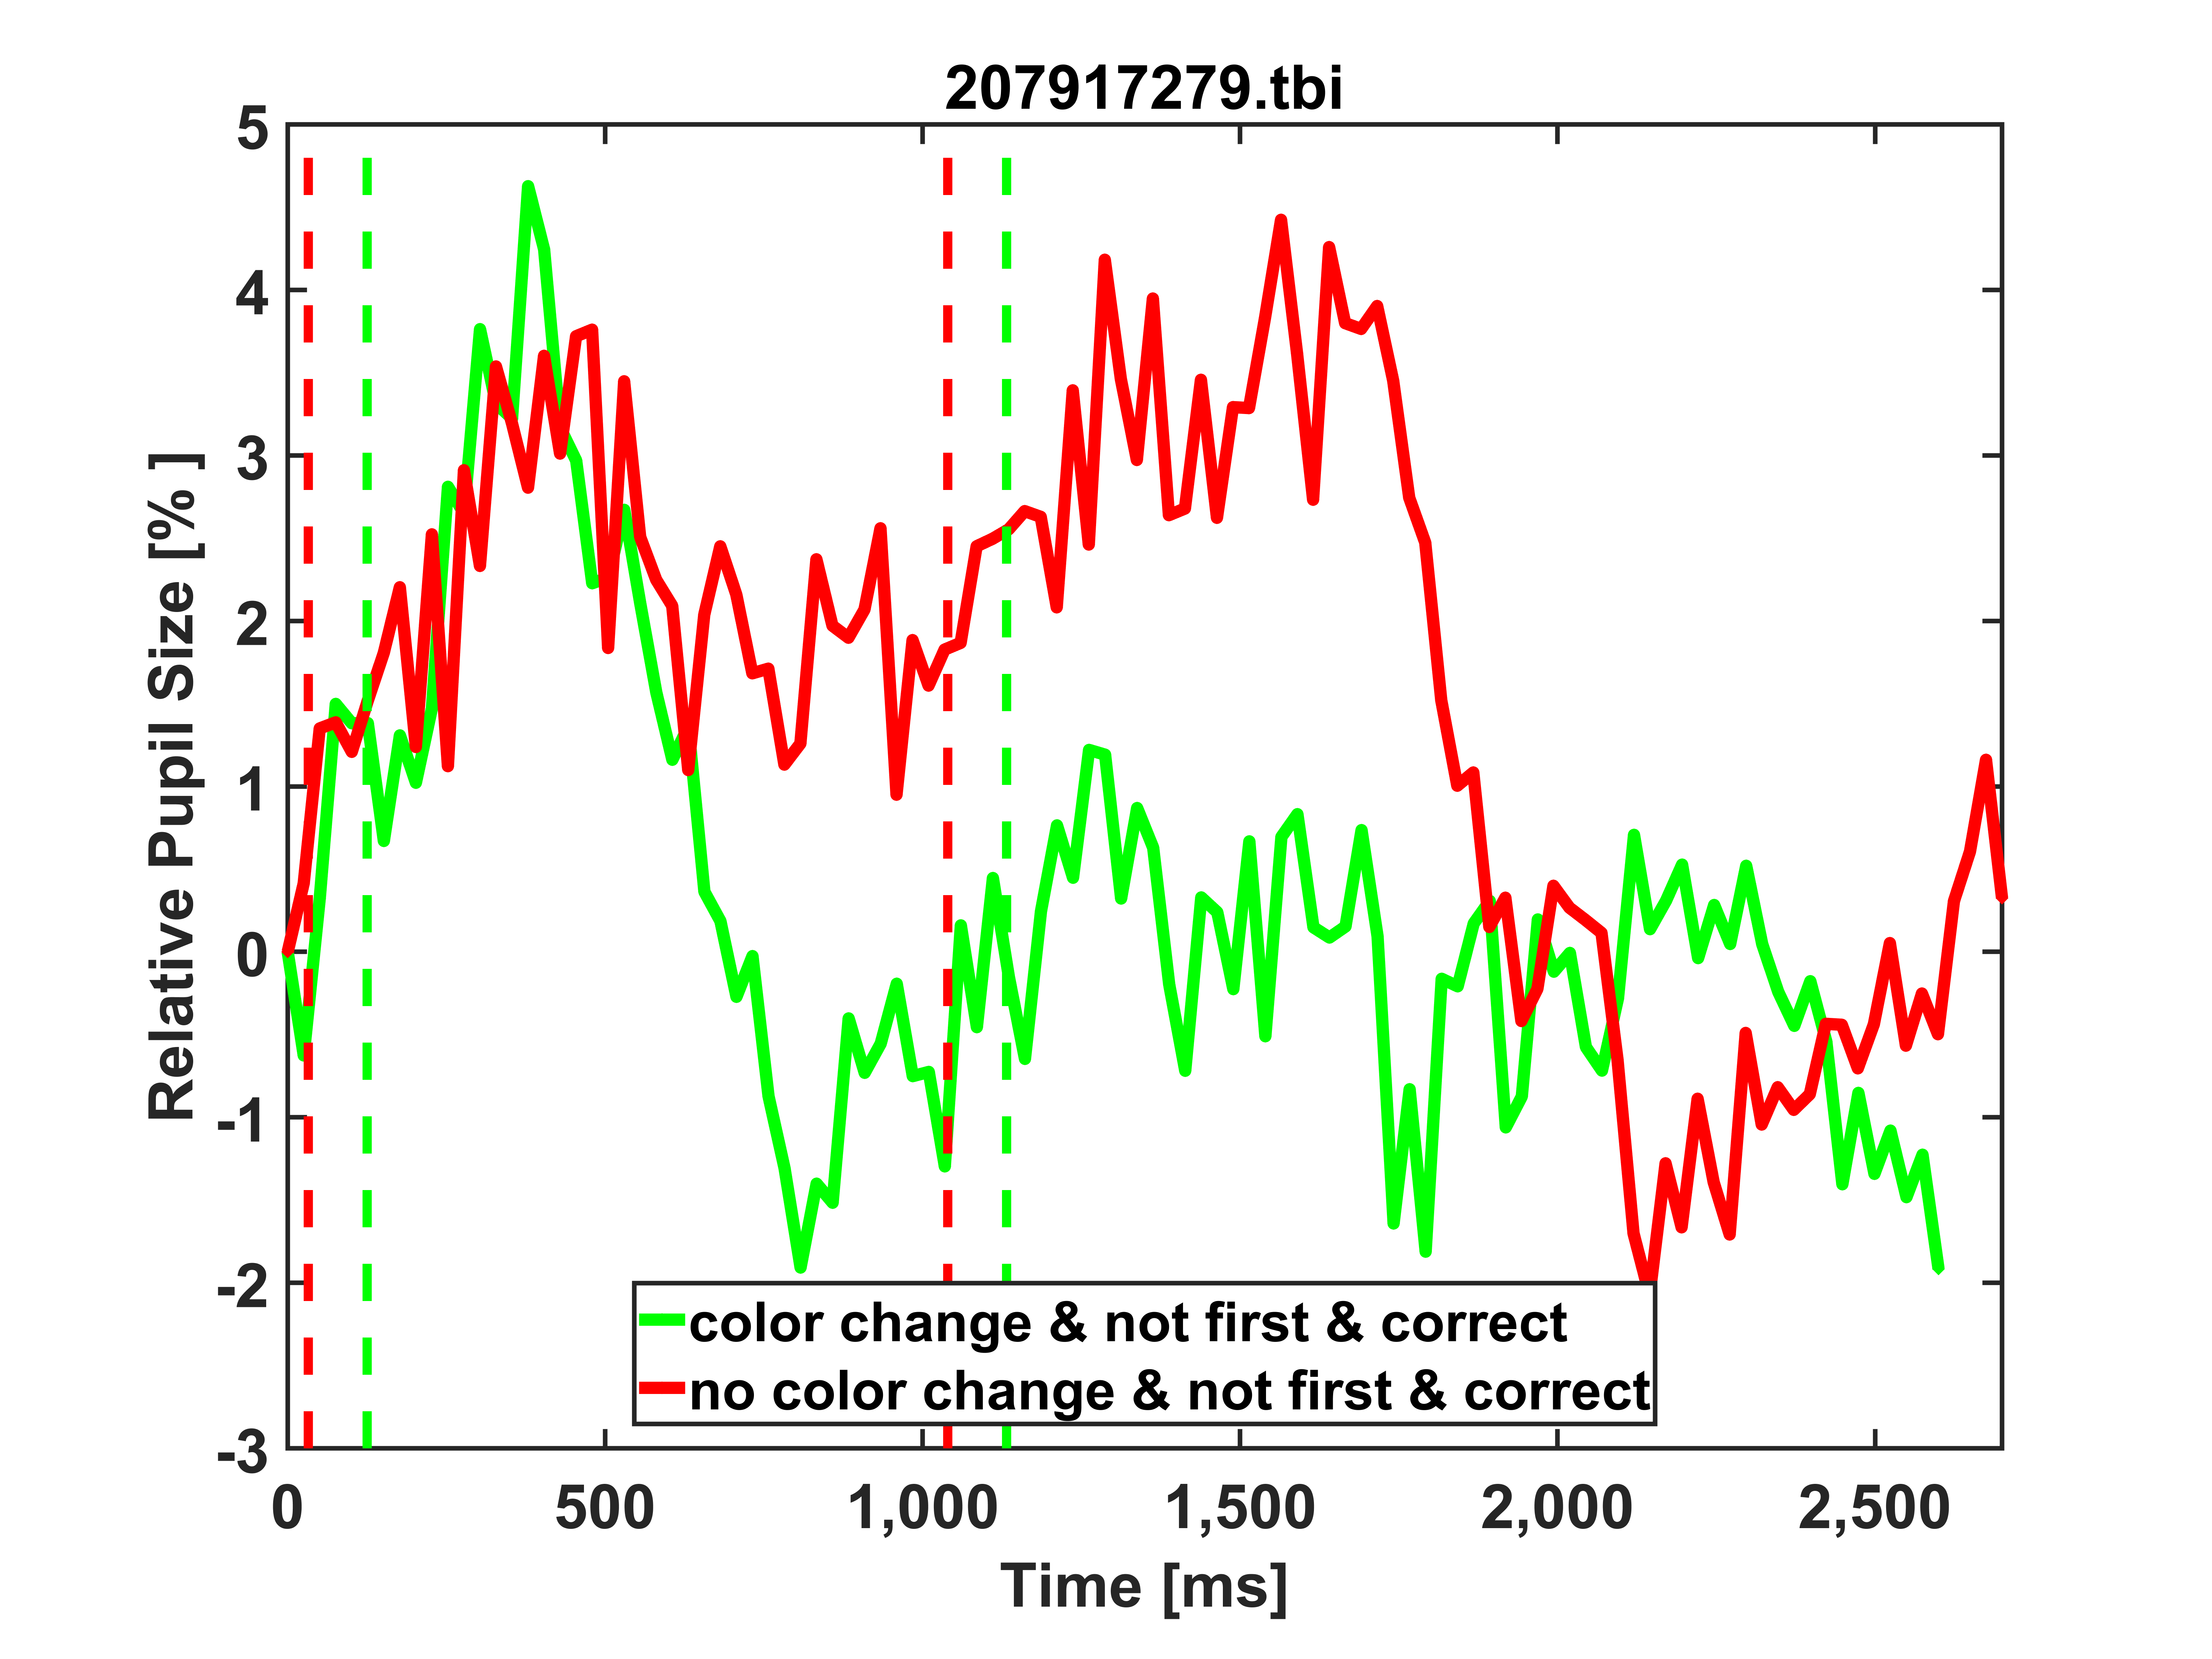 207917279.tbi
5
4
3
2
1
0
-1
-2
-3
Relative Pupil Size [% ]
color change & not first & correct
no color change & not first & correct
0 500 1,000 1,500 2,000 2,500
Time [ms]